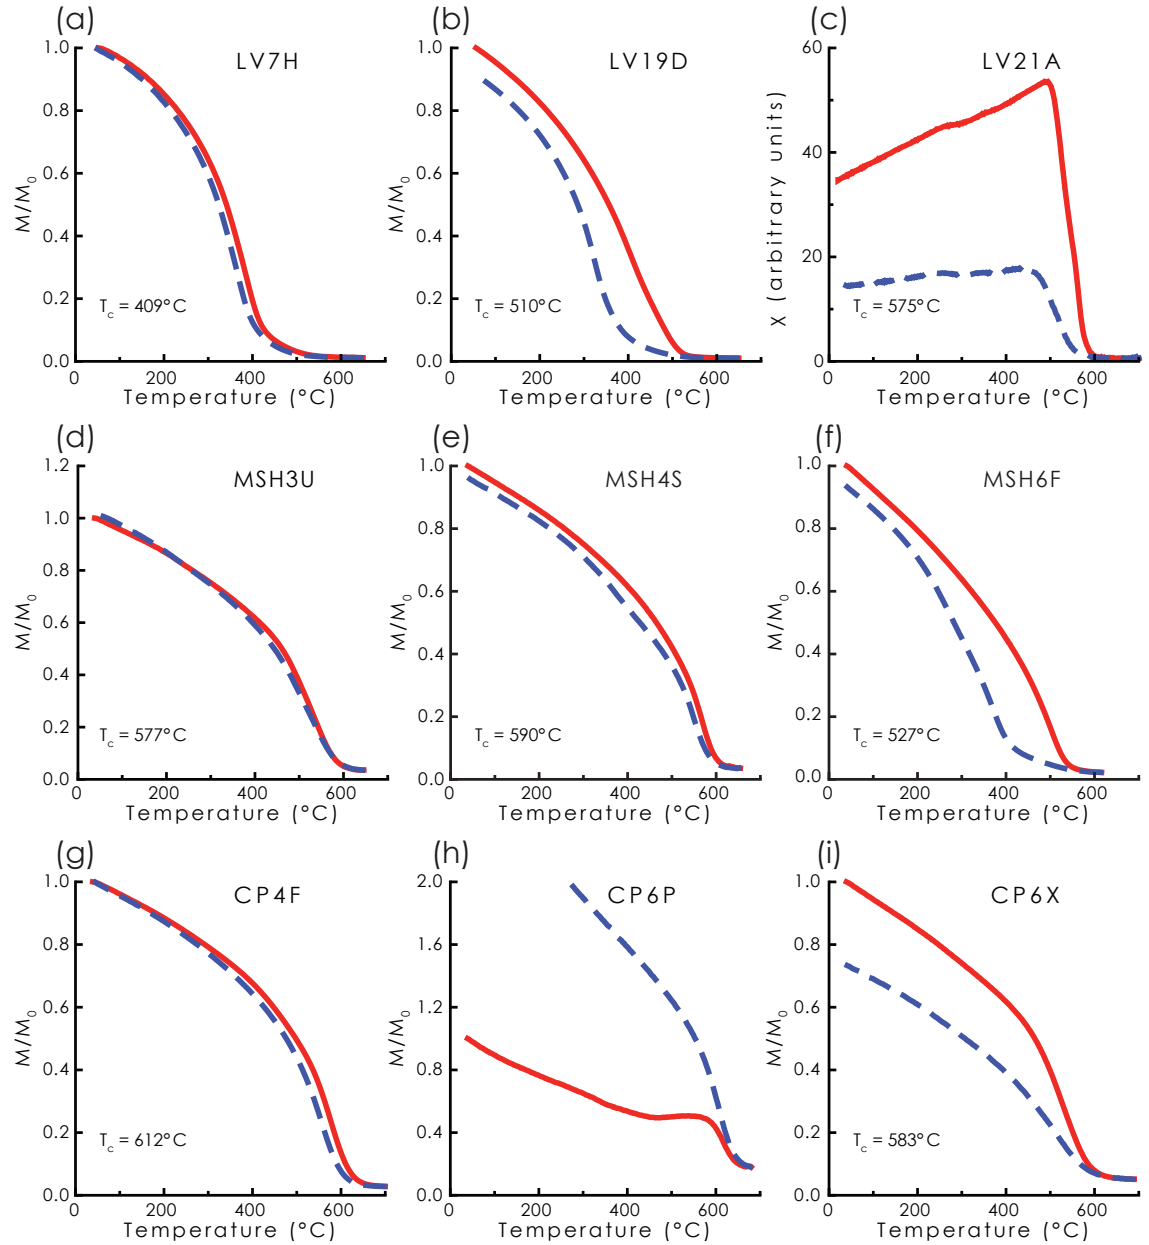 (a)
LV7H
1.0
0.8
0.6
0.4
0.2
0.0
M/M0
Tc = 409°C
0 200 400 600
Temperature (°C)
(b)
LV19D
1.0
0.8
0.6
0.4
0.2
0.0
M/M0
Tc = 510°C
0 200 400 600
Temperature (°C)
(c)
LV21A
60
40
20
0
X (arbitrary units)
Tc = 575°C
0 200 400 600
Temperature (°C)
(d)
MSH3U
1.2
1.0
0.8
0.6
0.4
0.2
0.0
M/M0
Tc = 577°C
0 200 400 600
Temperature (°C)
(e)
MSH4S
1.0
0.8
0.6
0.4
0.2
0.0
M/M0
Tc = 590°C
0 200 400 600
Temperature (°C)
(f)
MSH6F
1.0
0.8
0.6
0.4
0.2
0.0
M/M0
Tc = 527°C
0 200 400 600
Temperature (°C)
(g)
CP4F
1.0
0.8
0.6
0.4
0.2
0.0
M/M0
Tc = 612°C
0 200 400 600
Temperature (°C)
(h)
CP6P
2.0
1.6
1.2
0.8
0.4
0.0
M/M0
0 200 400 600
Temperature (°C)
(i)
CP6X
1.0
0.8
0.6
0.4
0.2
0.0
M/M0
Tc = 583°C
0 200 400 600
Temperature (°C)